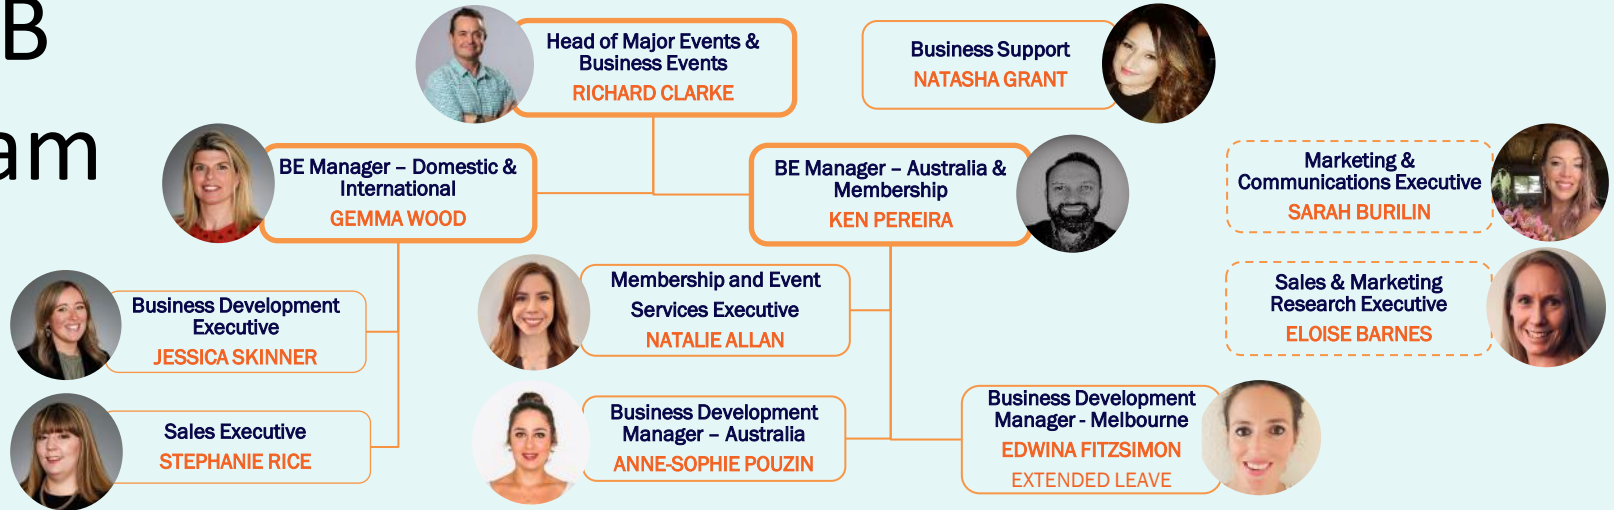 B
am
Head of Major Events &
Business Events
RICHARD CLARKE
Business Support
NATASHA GRANT
BE Manager – Domestic &
International
GEMMA WOOD
BE Manager – Australia &
Membership
KEN PEREIRA
Marketing &
Communications Executive
SARAH BURILIN
Business Development
Executive
JESSICA SKINNER
Membership and Event
Services Executive
NATALIE ALLAN
Sales & Marketing
Research Executive
ELOISE BARNES
Sales Executive
STEPHANIE RICE
Business Development
Manager – Australia
ANNE-SOPHIE POUZIN
Business Development
Manager - Melbourne
EDWINA FITZSIMON
EXTENDED LEAVE